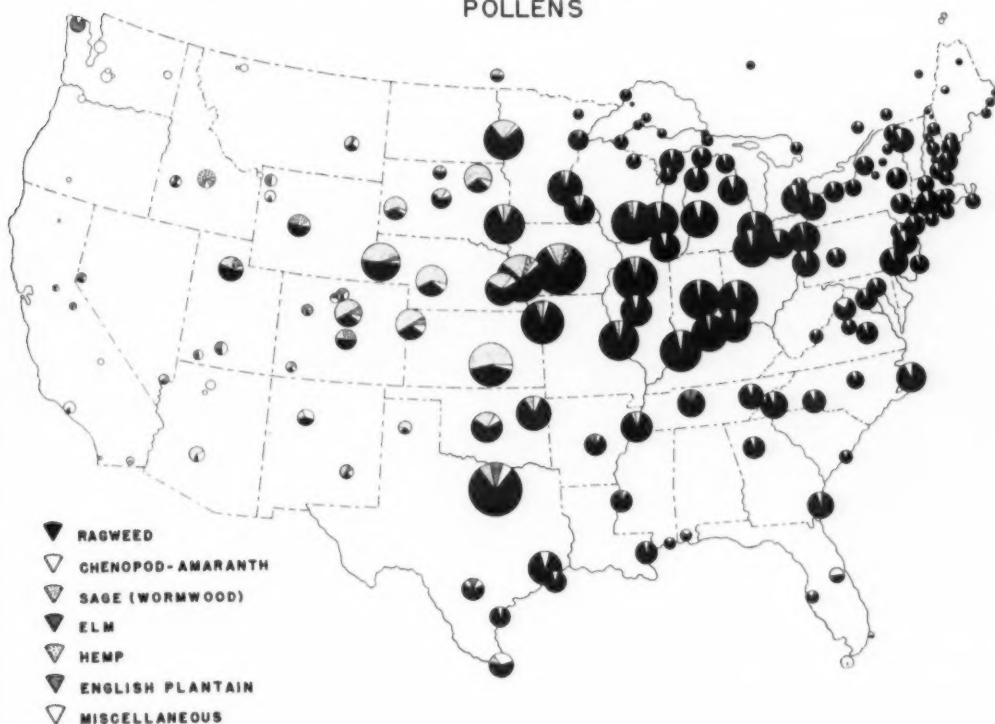 POLLENS
RAGWEED
CHENOPOD-AMARANTH
SAGE (WORMWOOD)
ELM
HEMP
ENGLISH PLANTAIN
MISCELLANEOUS